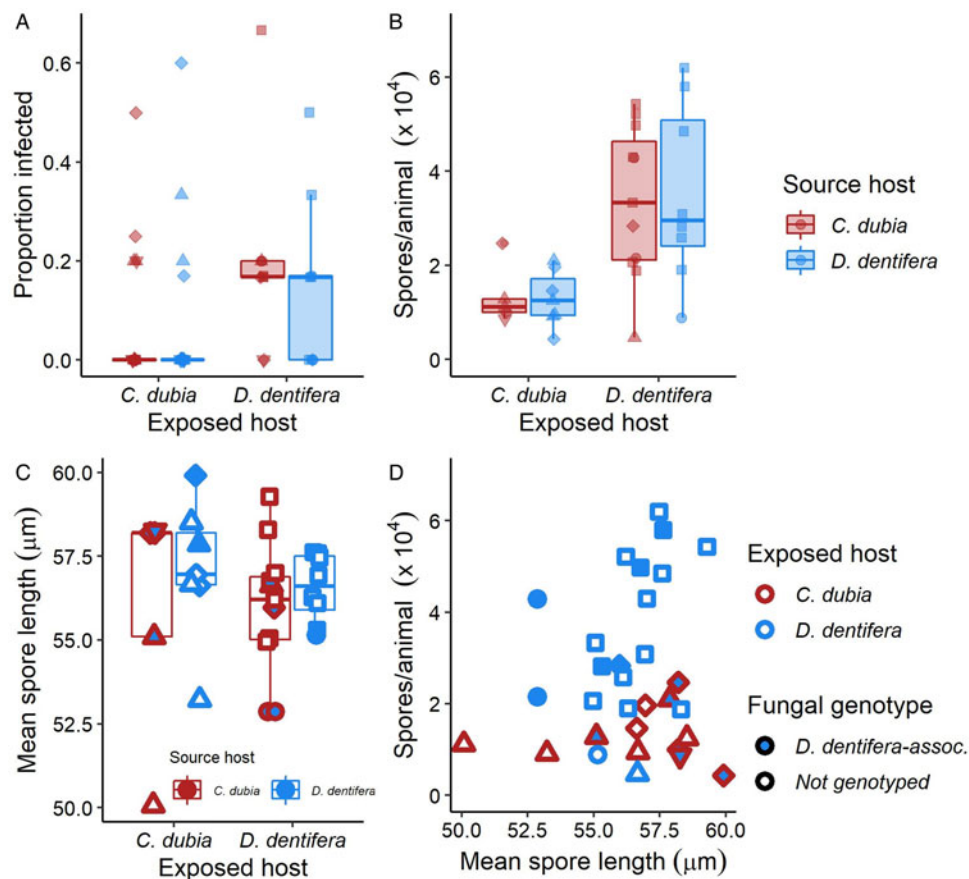 A
Proportion infected
0.6
0.4
0.2
0.0
C. dubia
D. dentifera
Exposed host
B
Spores/animal (x 10⁴)
6
4
2
0
C. dubia
D. dentifera
Exposed host
Source host
C. dubia
D. dentifera
C
Mean spore length (μm)
60.0
57.5
55.0
52.5
50.0
Source host
C. dubia
D. dentifera
C. dubia
D. dentifera
Exposed host
D
Spores/animal (x 10⁴)
6
4
2
0
50.0
52.5
55.0
57.5
60.0
Mean spore length (μm)
Exposed host
C. dubia
D. dentifera
Fungal genotype
D. dentifera-assoc.
Not genotyped